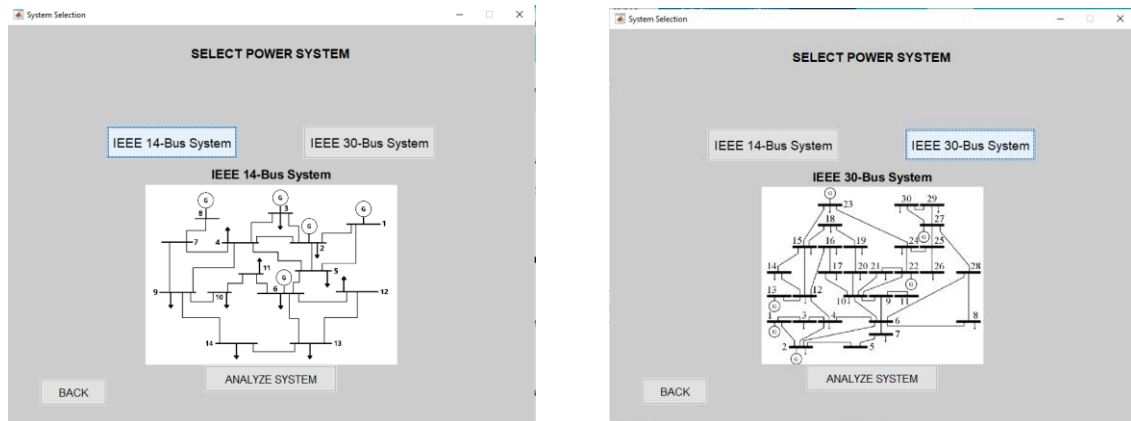 System Selection
SELECT POWER SYSTEM
IEEE 14-Bus System
IEEE 30-Bus System
IEEE 14-Bus System
G
G
G
8
3
G
1
7
4
2
11
G
5
9
10
6
12
14
13
ANALYZE SYSTEM
BACK
System Selection
SELECT POWER SYSTEM
IEEE 14-Bus System
IEEE 30-Bus System
IEEE 30-Bus System
G
23
30
29
18
27
G
15
16
19
24
25
14
17
20
21
22
26
28
G
13
12
10
9
11
G
1
3
4
6
8
G
7
2
5
G
ANALYZE SYSTEM
BACK